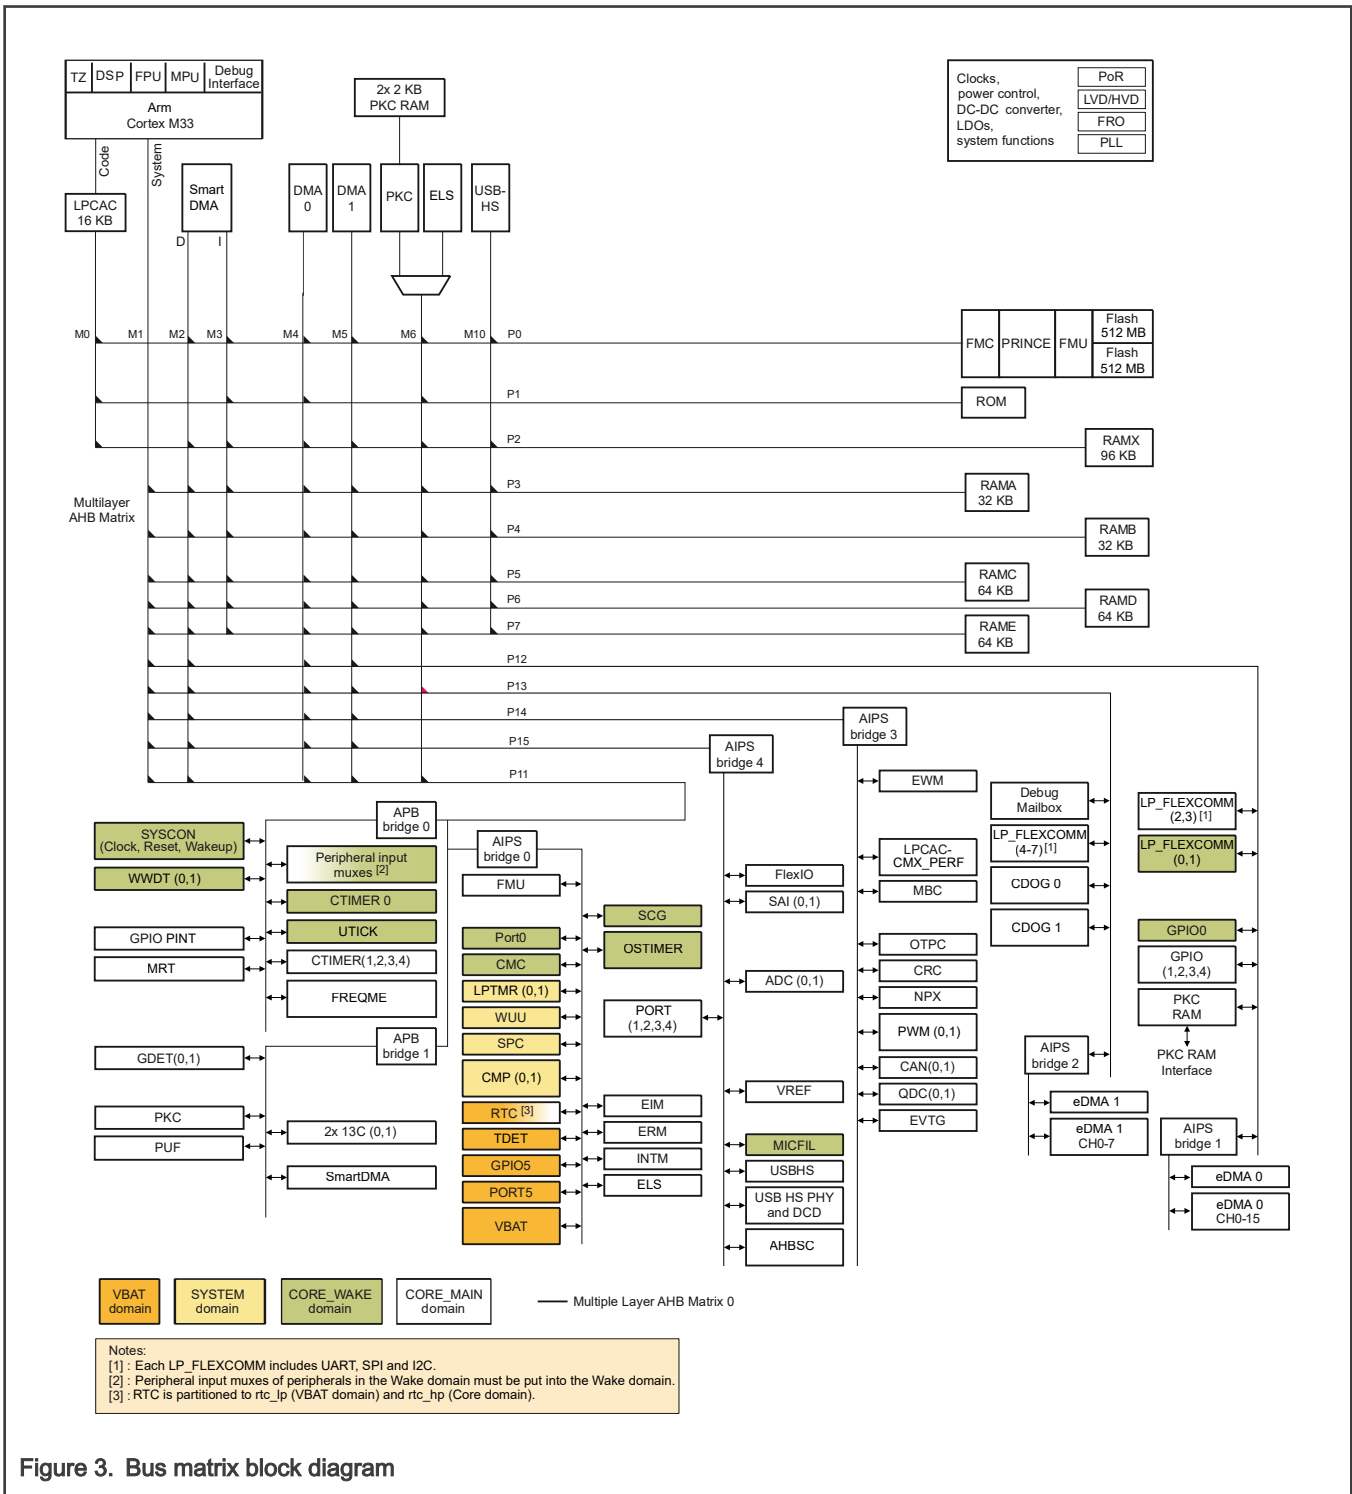 TZ
DSP
FPU
MPU
Debug
Interface
Arm
Cortex M33
2x 2 KB
PKC RAM
Clocks,
power control,
DC-DC converter,
LDOs,
system functions
PoR
LVD/HVD
FRO
PLL
Code
System
LPCAC
16 KB
Smart
DMA
D
I
DMA
0
DMA
1
PKC
ELS
USB-
HS
M0
M1
M2
M3
M4
M5
M6
M10
P0
FMC
PRINCE
FMU
Flash
512 MB
Flash
512 MB
P1
ROM
P2
RAMX
96 KB
P3
RAMA
32 KB
Multilayer
AHB Matrix
P4
RAMB
32 KB
P5
RAMC
64 KB
P6
RAMD
64 KB
P7
RAME
64 KB
P12
P13
P14
AIPS
bridge 3
P15
AIPS
bridge 4
P11
APB
bridge 0
SYSCON
(Clock, Reset, Wakeup)
WWDT (0,1)
GPIO PINT
MRT
Peripheral input
muxes [2]
CTIMER 0
UTICK
CTIMER(1,2,3,4)
FREQME
APB
bridge 1
GDET(0,1)
PKC
PUF
2x 13C (0,1)
SmartDMA
AIPS
bridge 0
FMU
Port0
CMC
LPTMR (0,1)
WUU
SPC
CMP (0,1)
RTC [3]
TDET
GPIO5
PORT5
VBAT
SCG
OSTIMER
EIM
ERM
INTM
ELS
PORT
(1,2,3,4)
FlexIO
SAI (0,1)
ADC (0,1)
VREF
MICFIL
USBHS
USB HS PHY
and DCD
AHBSC
EWM
LPCAC-
CMX_PERF
MBC
OTPC
CRC
NPX
PWM (0,1)
CAN(0,1)
QDC(0,1)
EVTG
Debug
Mailbox
LP_FLEXCOMM
(4-7)[1]
CDOG 0
CDOG 1
AIPS
bridge 2
eDMA 1
eDMA 1
CH0-7
LP_FLEXCOMM
(2,3)[1]
LP_FLEXCOMM
(0,1)
GPIO0
GPIO
(1,2,3,4)
PKC
RAM
PKC RAM
Interface
AIPS
bridge 1
eDMA 0
eDMA 0
CH0-15
VBAT
domain
SYSTEM
domain
CORE_WAKE
domain
CORE_MAIN
domain
Multiple Layer AHB Matrix 0
Notes:
[1] : Each LP_FLEXCOMM includes UART, SPI and I2C.
[2] : Peripheral input muxes of peripherals in the Wake domain must be put into the Wake domain.
[3] : RTC is partitioned to rtc_lp (VBAT domain) and rtc_hp (Core domain).
Figure 3. Bus matrix block diagram